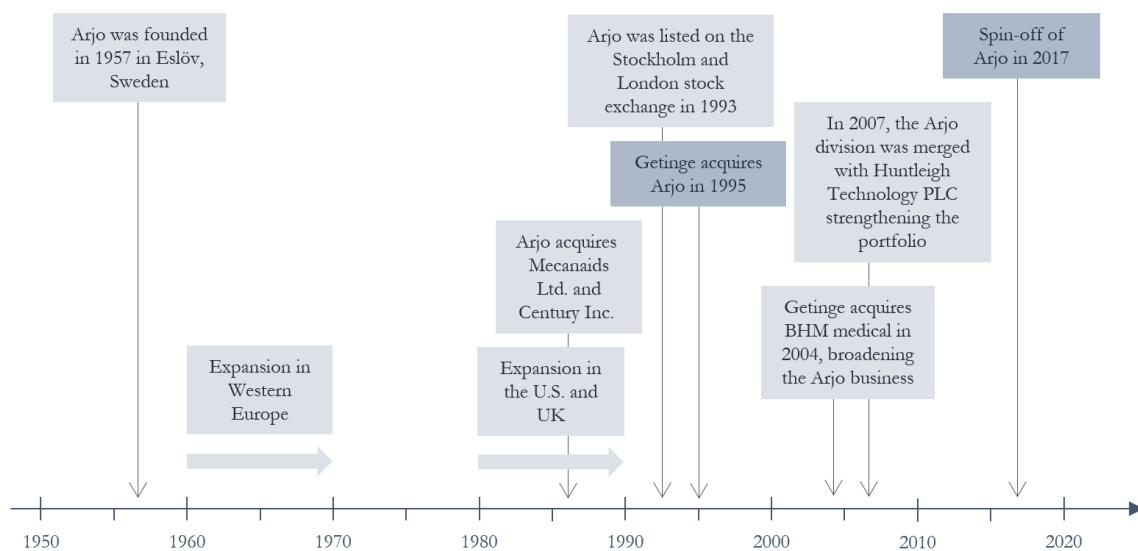 Arjo was founded
in 1957 in Eslöv,
Sweden
Arjo was listed on the
Stockholm and
London stock
exchange in 1993
Spin-off of
Arjo in 2017
In 2007, the Arjo
division was merged
with Huntleigh
Technology PLC
strengthening the
portfolio
Getinge acquires
Arjo in 1995
Arjo acquires
Mecanaids
Ltd. and
Century Inc.
Getinge acquires
BHM medical in
2004, broadening
the Arjo business
Expansion in
Western
Europe
Expansion in
the U.S. and
UK
1950 1960 1970 1980 1990 2000 2010 2020